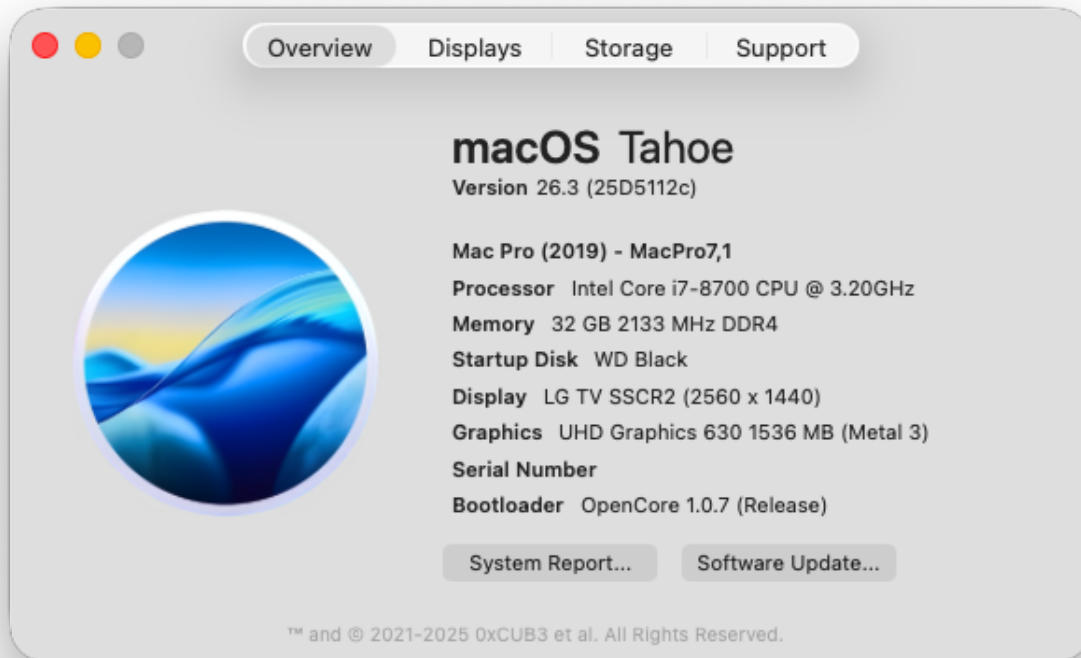 Overview Displays Storage Support
macOS Tahoe
Version 26.3 (25D5112c)
Mac Pro (2019) - MacPro7,1
Processor Intel Core i7-8700 CPU @ 3.20GHz
Memory 32 GB 2133 MHz DDR4
Startup Disk WD Black
Display LG TV SSCR2 (2560 x 1440)
Graphics UHD Graphics 630 1536 MB (Metal 3)
Serial Number
Bootloader OpenCore 1.0.7 (Release)
System Report... Software Update...
™ and © 2021-2025 0xCUB3 et al. All Rights Reserved.